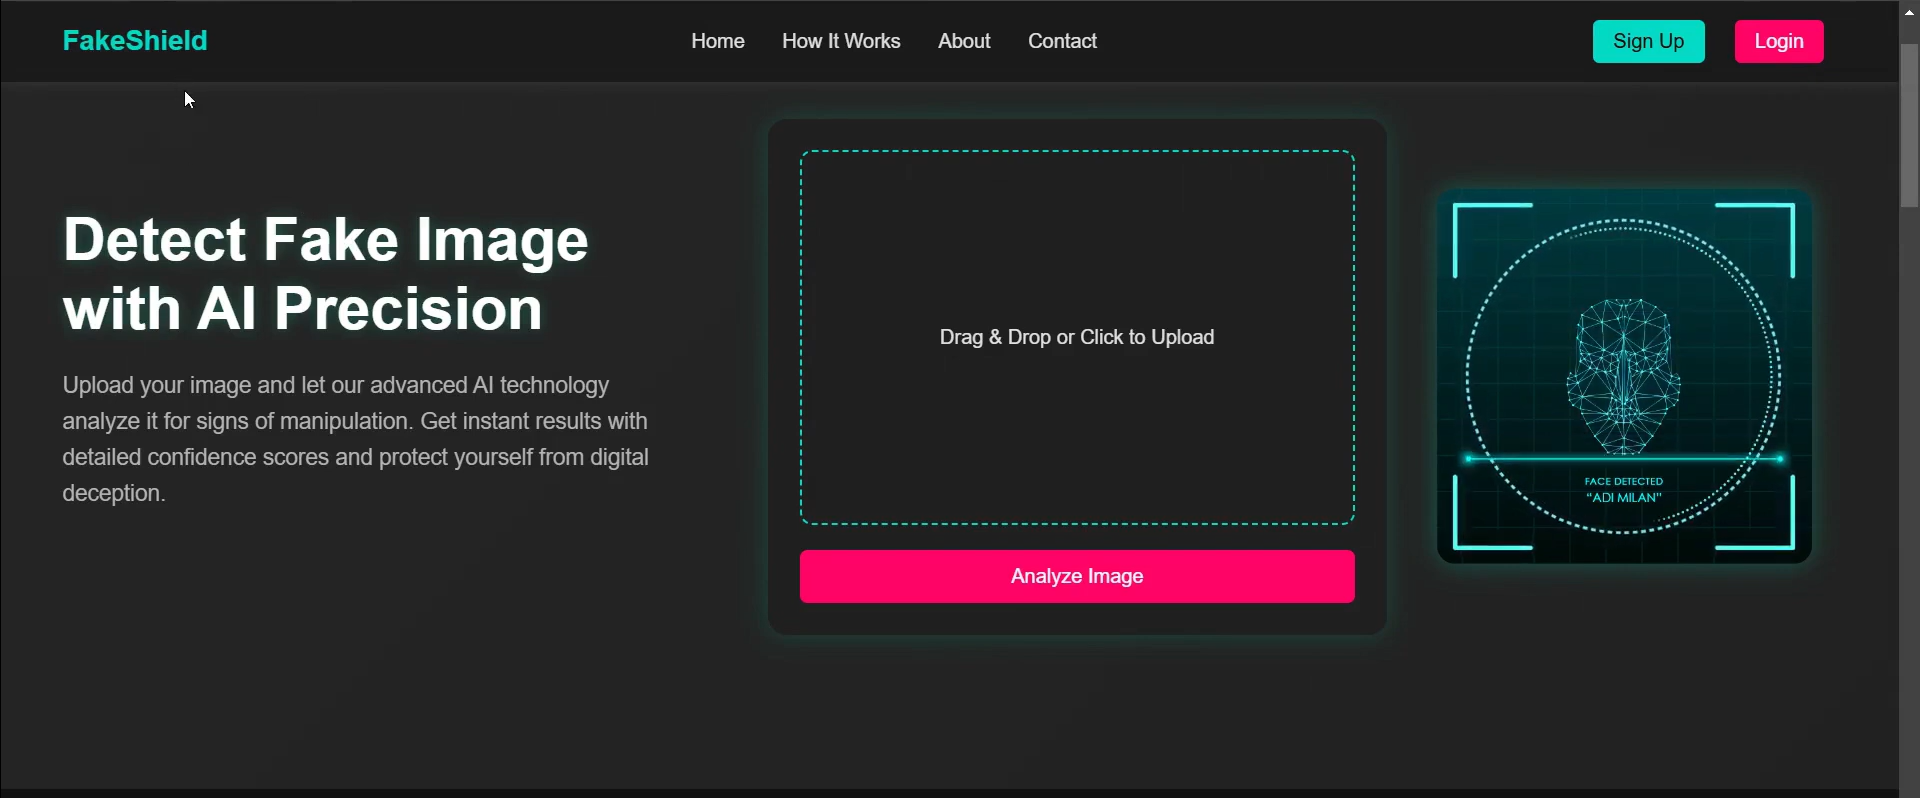 FakeShield
Home
How It Works
About
Contact
Sign Up
Login
Detect Fake Image
with AI Precision
Upload your image and let our advanced AI technology
analyze it for signs of manipulation. Get instant results with
detailed confidence scores and protect yourself from digital
deception.
Drag & Drop or Click to Upload
Analyze Image
FACE DETECTED
“ADI MILAN”